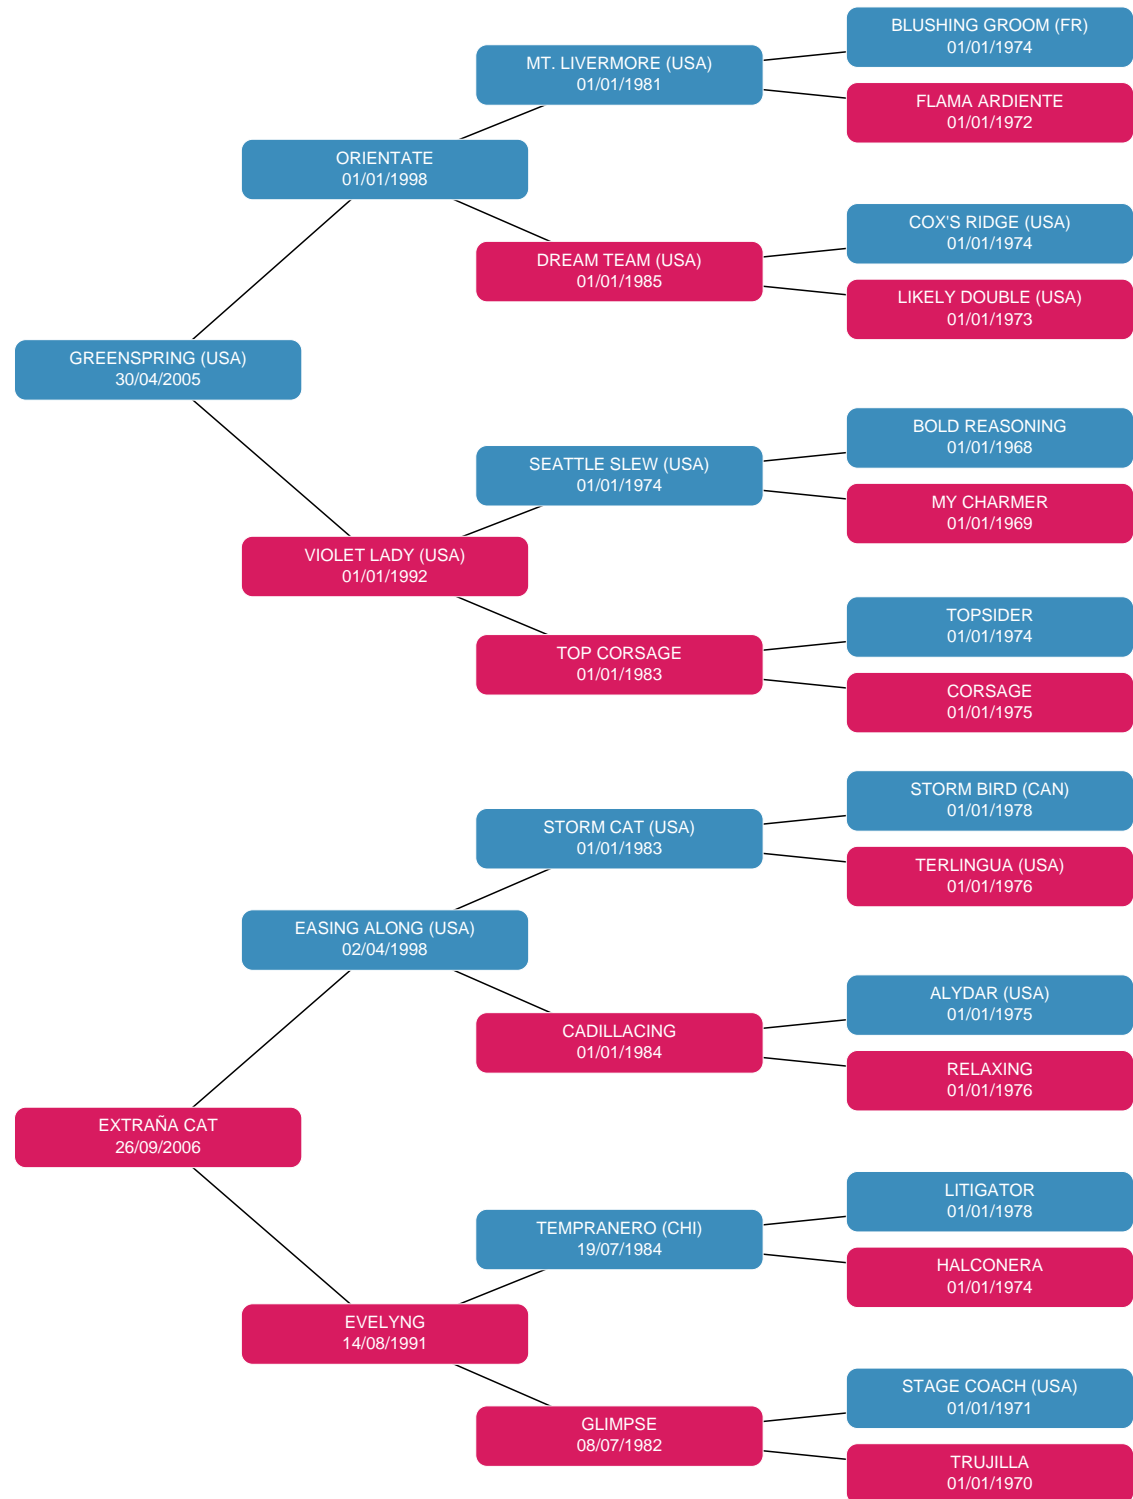 BLUSHING GROOM (FR)
01/01/1974
MT. LIVERMORE (USA)
01/01/1981
FLAMA ARDIENTE
01/01/1972
ORIENTATE
01/01/1998
COX'S RIDGE (USA)
01/01/1974
DREAM TEAM (USA)
01/01/1985
LIKELY DOUBLE (USA)
01/01/1973
GREENSPRING (USA)
30/04/2005
BOLD REASONING
01/01/1968
SEATTLE SLEW (USA)
01/01/1974
MY CHARMER
01/01/1969
VIOLET LADY (USA)
01/01/1992
TOPSIDER
01/01/1974
TOP CORSAGE
01/01/1983
CORSAGE
01/01/1975
STORM BIRD (CAN)
01/01/1978
STORM CAT (USA)
01/01/1983
TERLINGUA (USA)
01/01/1976
EASING ALONG (USA)
02/04/1998
ALYDAR (USA)
01/01/1975
CADILLACING
01/01/1984
RELAXING
01/01/1976
EXTRAÑA CAT
26/09/2006
LITIGATOR
01/01/1978
TEMPRANERO (CHI)
19/07/1984
HALCONERA
01/01/1974
EVELYNG
14/08/1991
STAGE COACH (USA)
01/01/1971
GLIMPSE
08/07/1982
TRUJILLA
01/01/1970